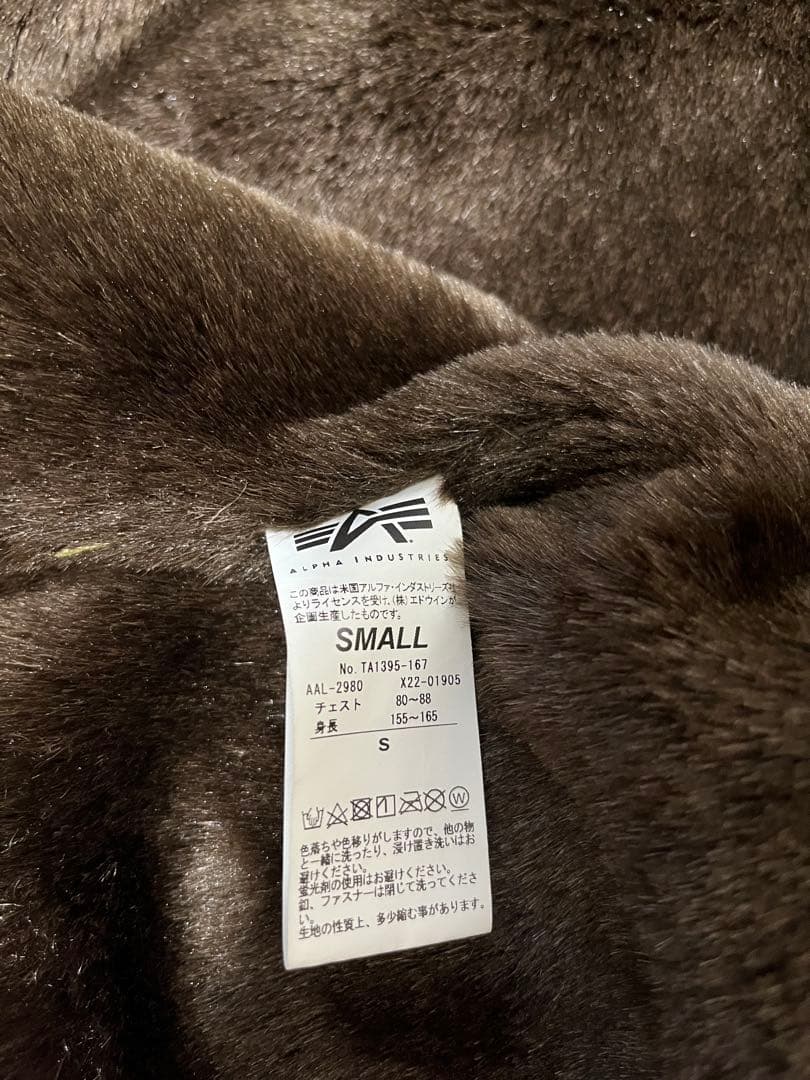 ALPHA INDUSTRIES
この商品は米国アルファ・インダストリーズ社
よりライセンスを受け、(株)エドウインが
企画生産したものです。
SMALL
No. TA1395-167
AAL-2980 X22-01905
チェスト 80～88
身長 155～165
S
W
色落ちや色移りがしますので、他の物
と一緒に洗ったり、浸け置き洗いはお
避けください。
蛍光剤の使用はお避けください。
釦、ファスナーは閉じて洗ってくださ
い。
生地の性質上、多少縮む事があります。